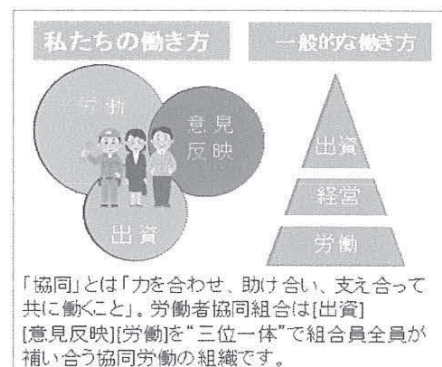 私たちの働き方
一般的な働き方
労働
意見
反映
出資
出資
経営
労働
「協同」とは「力を合わせ、助け合い、支え合って
共に働くこと」。労働者協同組合は[出資]
[意見反映][労働]を“三位一体”で組合員全員が
補い合う協同労働の組織です。